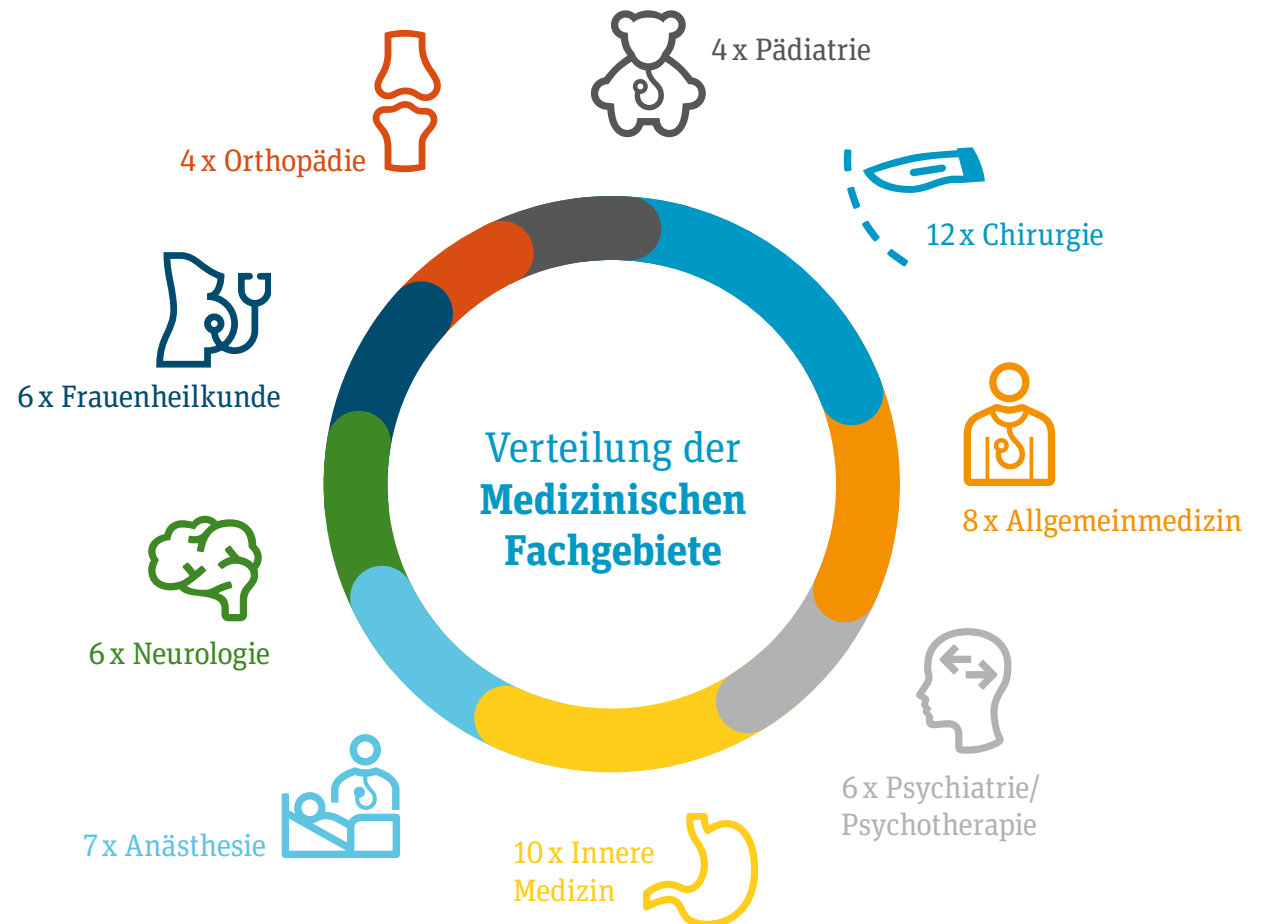 4 x Pädiatrie
4 x Orthopädie
12 x Chirurgie
6 x Frauenheilkunde
Verteilung der
Medizinischen
Fachgebiete
8 x Allgemeinmedizin
6 x Neurologie
6 x Psychiatrie/
Psychotherapie
7 x Anästhesie
10 x Innere
Medizin